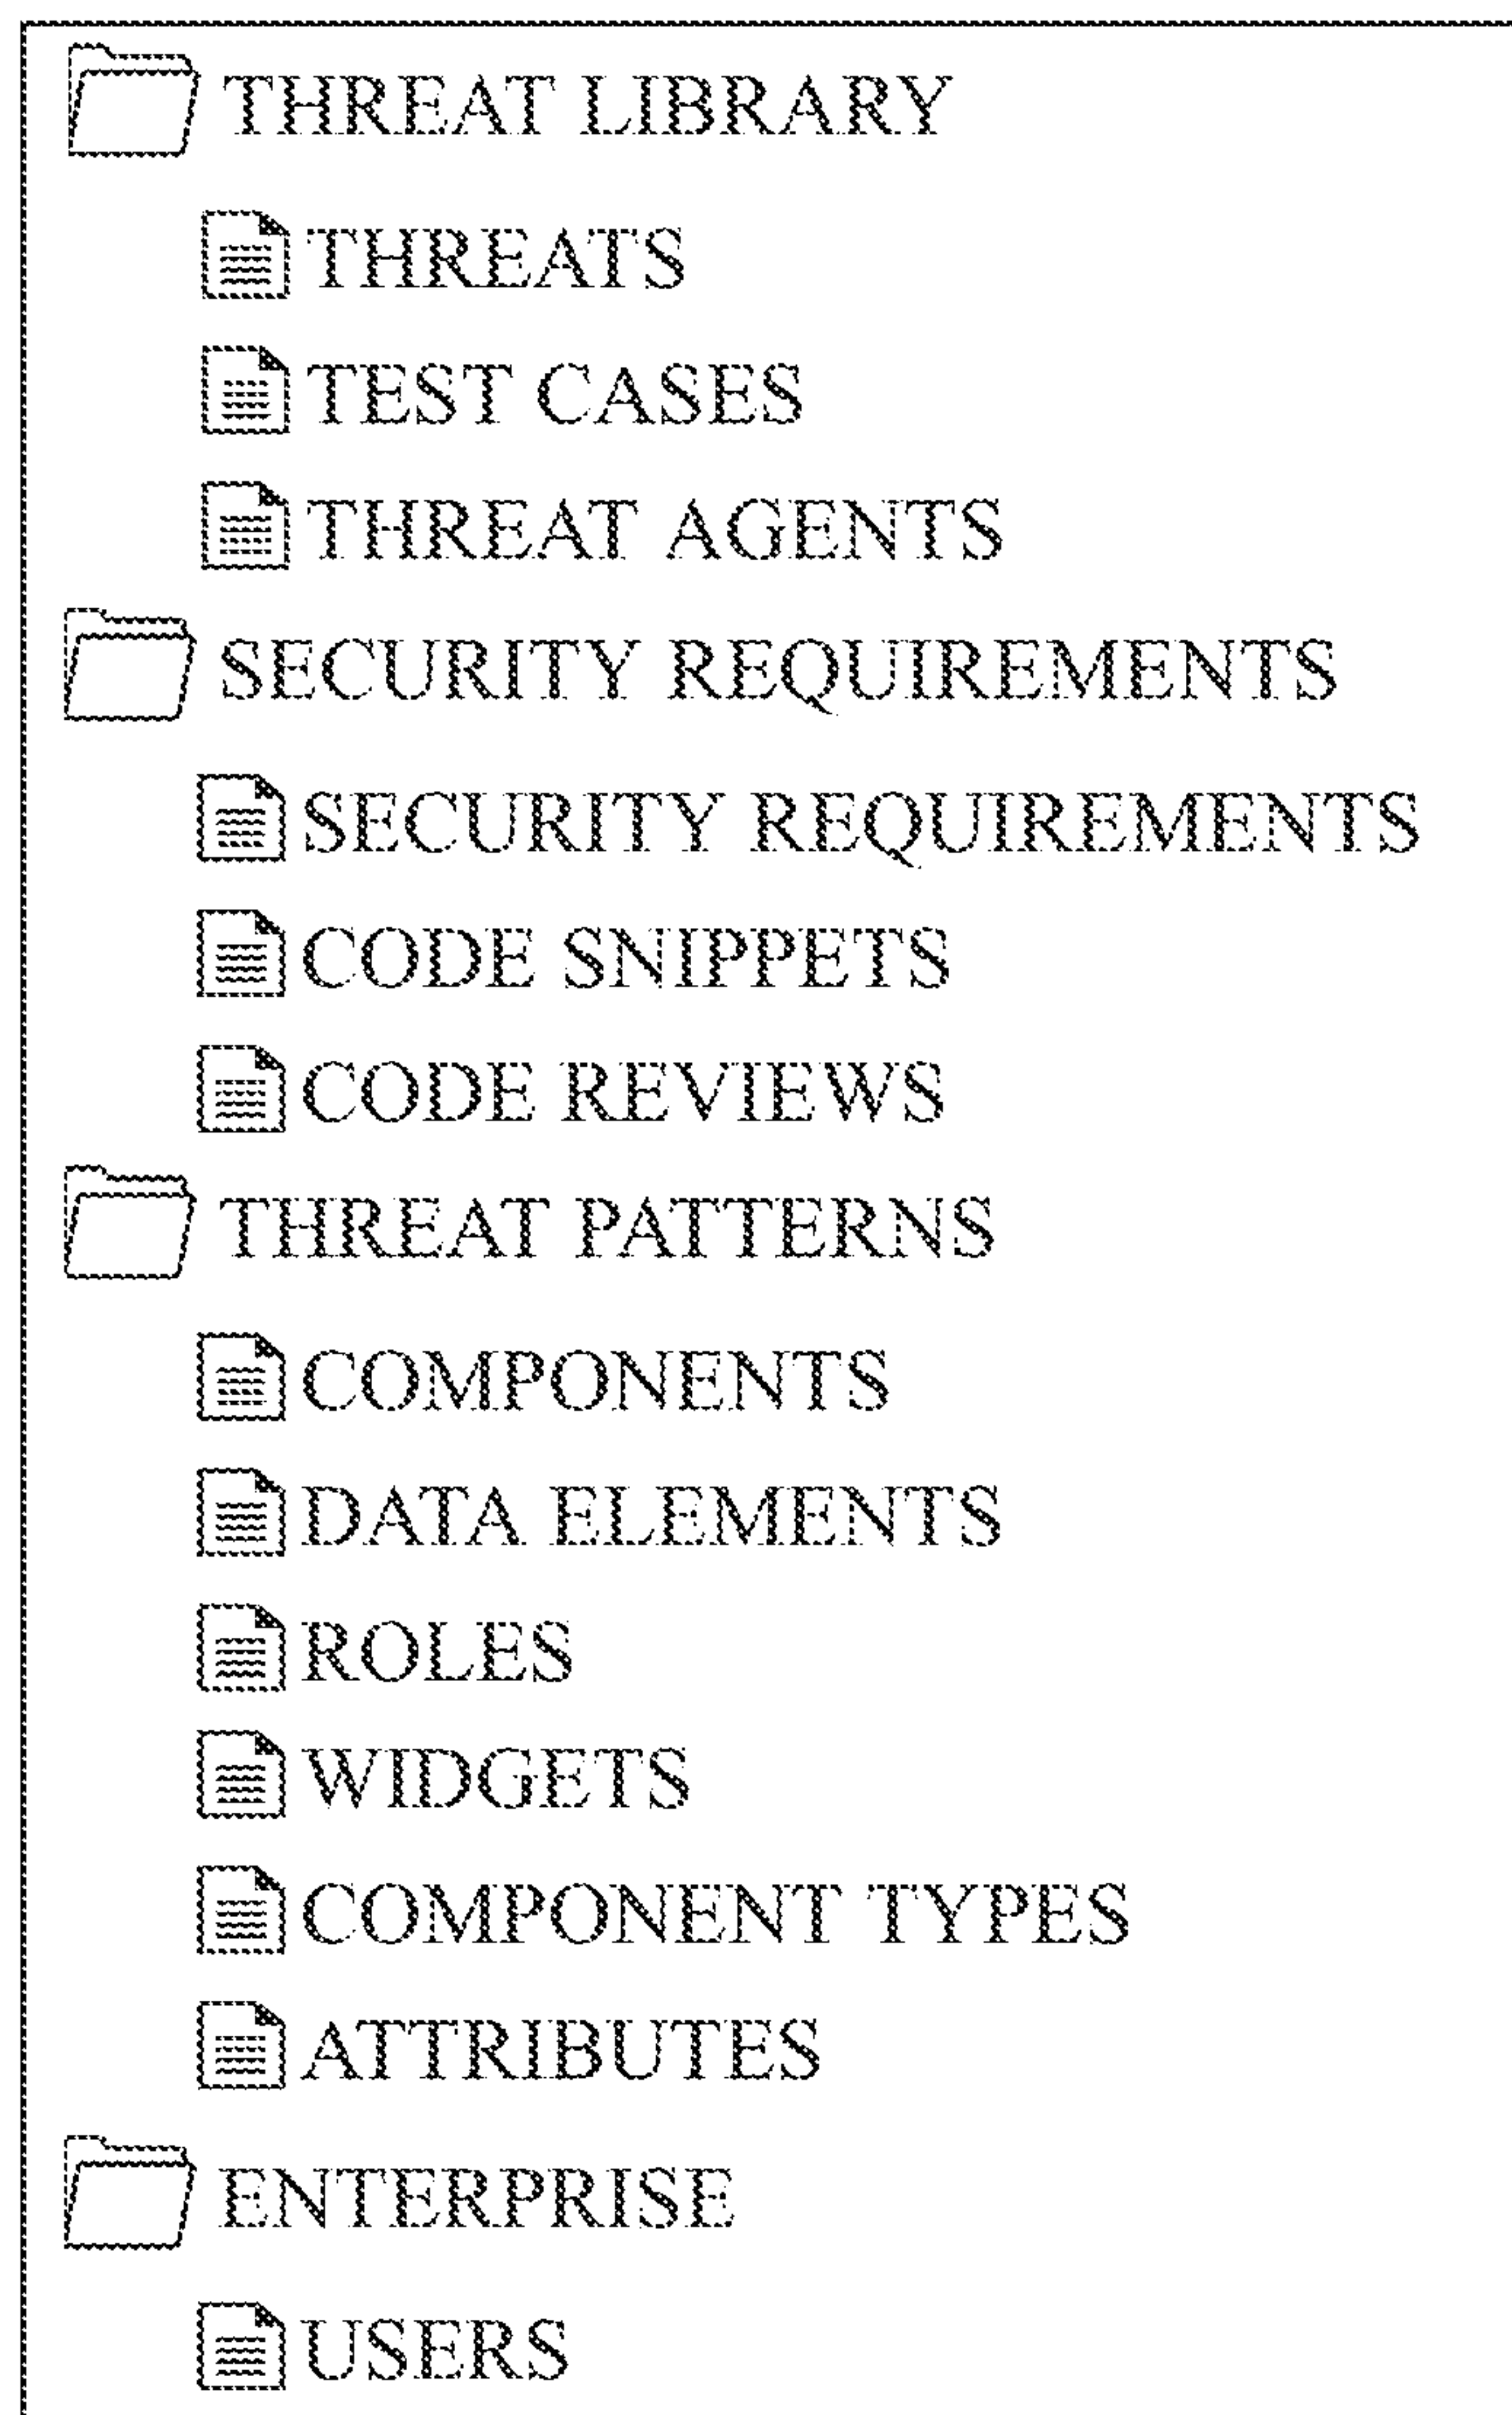 THREAT LIBRARY
THREATS
TEST CASES
THREAT AGENTS
SECURITY REQUIREMENTS
SECURITY REQUIREMENTS
CODE SNIPPETS
CODE REVIEWS
THREAT PATTERNS
COMPONENTS
DATA ELEMENTS
ROLES
WIDGETS
COMPONENT TYPES
ATTRIBUTES
ENTERPRISE
USERS